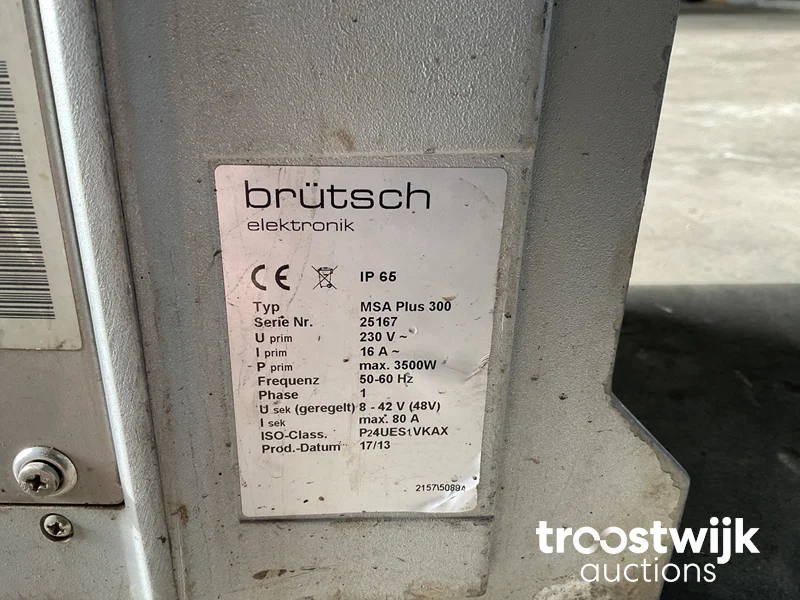 brütsch
elektronik
CE IP 65
Typ MSA Plus 300
Serie Nr. 25167
U prim 230 V ~
I prim 16 A ~
P prim max. 3500W
Frequenz 50-60 Hz
Phase 1
U sek (geregelt) 8 - 42 V (48V)
I sek max. 80 A
ISO-Class. P24UES1VKAX
Prod.-Datum 17/13
2157\5089A
troostwijk
auctions